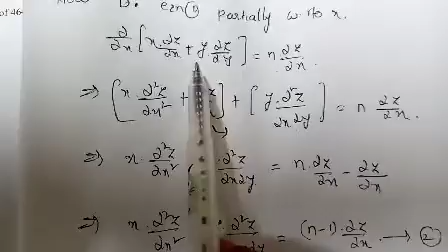 Now D. eqn ① partially w.r.to x.
∂/∂x [x.∂z/∂x + y.∂z/∂y] = n ∂z/∂x.
⇒ [x.∂²z/∂x² + ] + [y.∂²z/∂x∂y] = n ∂z/∂x.
⇒ x.∂²z/∂x² ∂²z/∂x∂y = n.∂z/∂x - ∂z/∂x
⇒ x.∂²z/∂x² ∂²z/∂x∂y = (n-1).∂z/∂x → ②